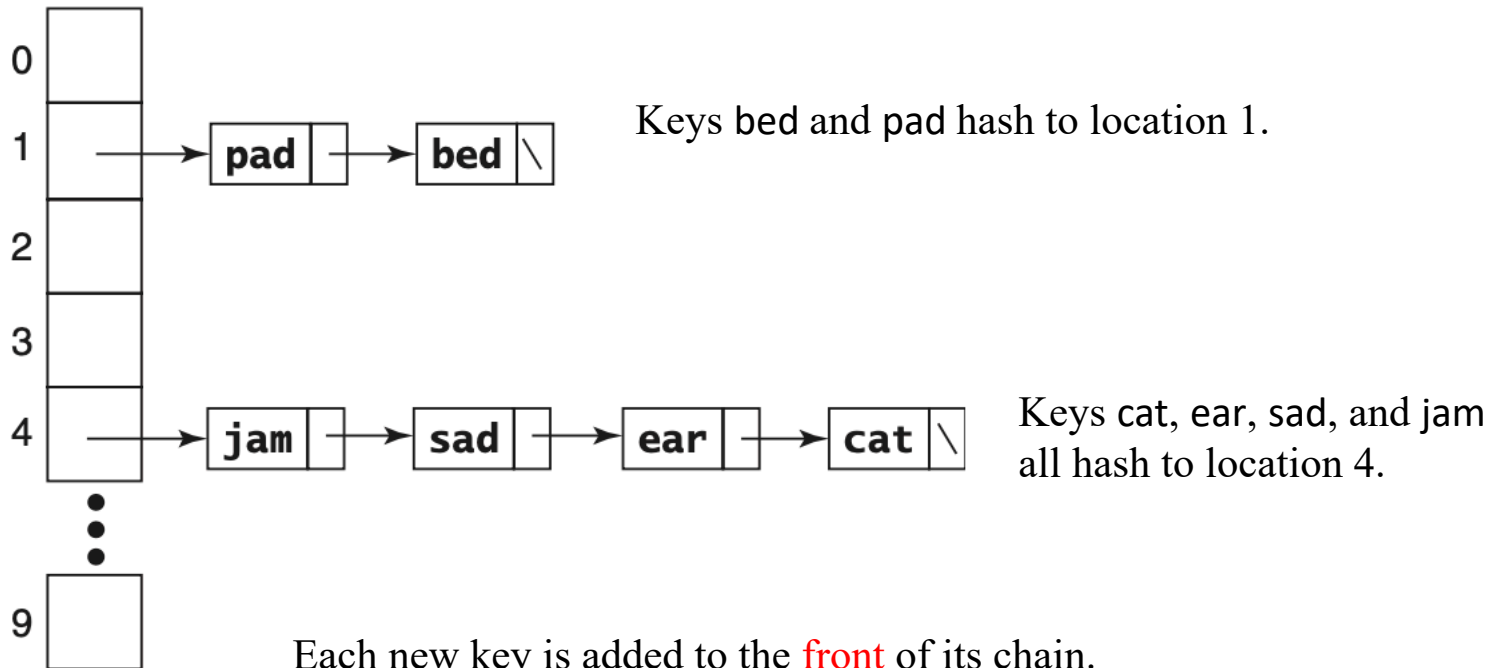 0
1
pad
bed
\
Keys bed and pad hash to location 1.
2
3
4
jam
sad
ear
cat
\
Keys cat, ear, sad, and jam
all hash to location 4.
9
Each new key is added to the front of its chain.